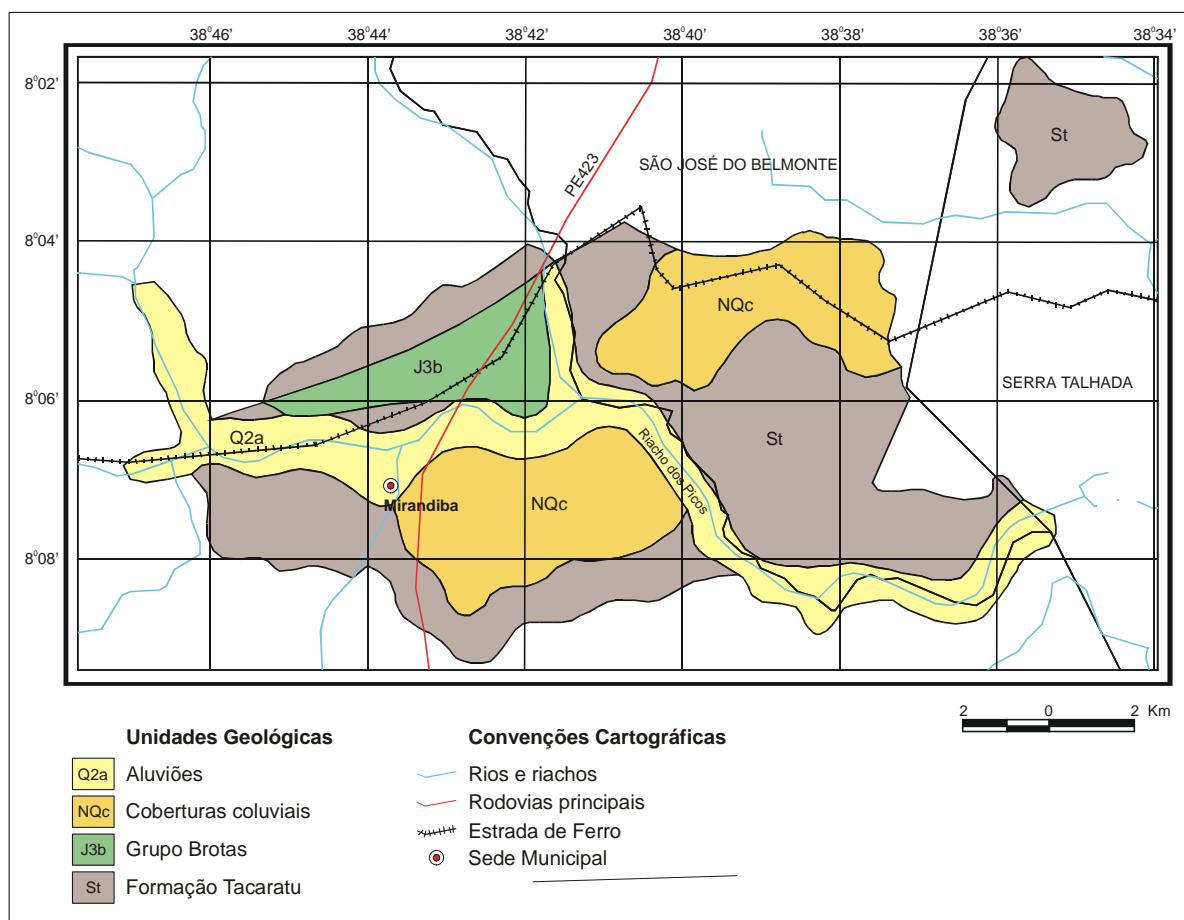 38°46' 38°44' 38°42' 38°40' 38°38' 38°36' 38°34'
8°02'
St
PE423
SÃO JOSÉ DO BELMONTE
8°04'
NQc
J3b
SERRA TALHADA
8°06'
Q2a
St
Riacho dos Picos
Mirandiba
NQc
8°08'
2 0 2 Km
Unidades Geológicas
Q2a Aluviões
NQc Coberturas coluviais
J3b Grupo Brotas
St Formação Tacaratu
Convenções Cartográficas
Rios e riachos
Rodovias principais
Estrada de Ferro
Sede Municipal